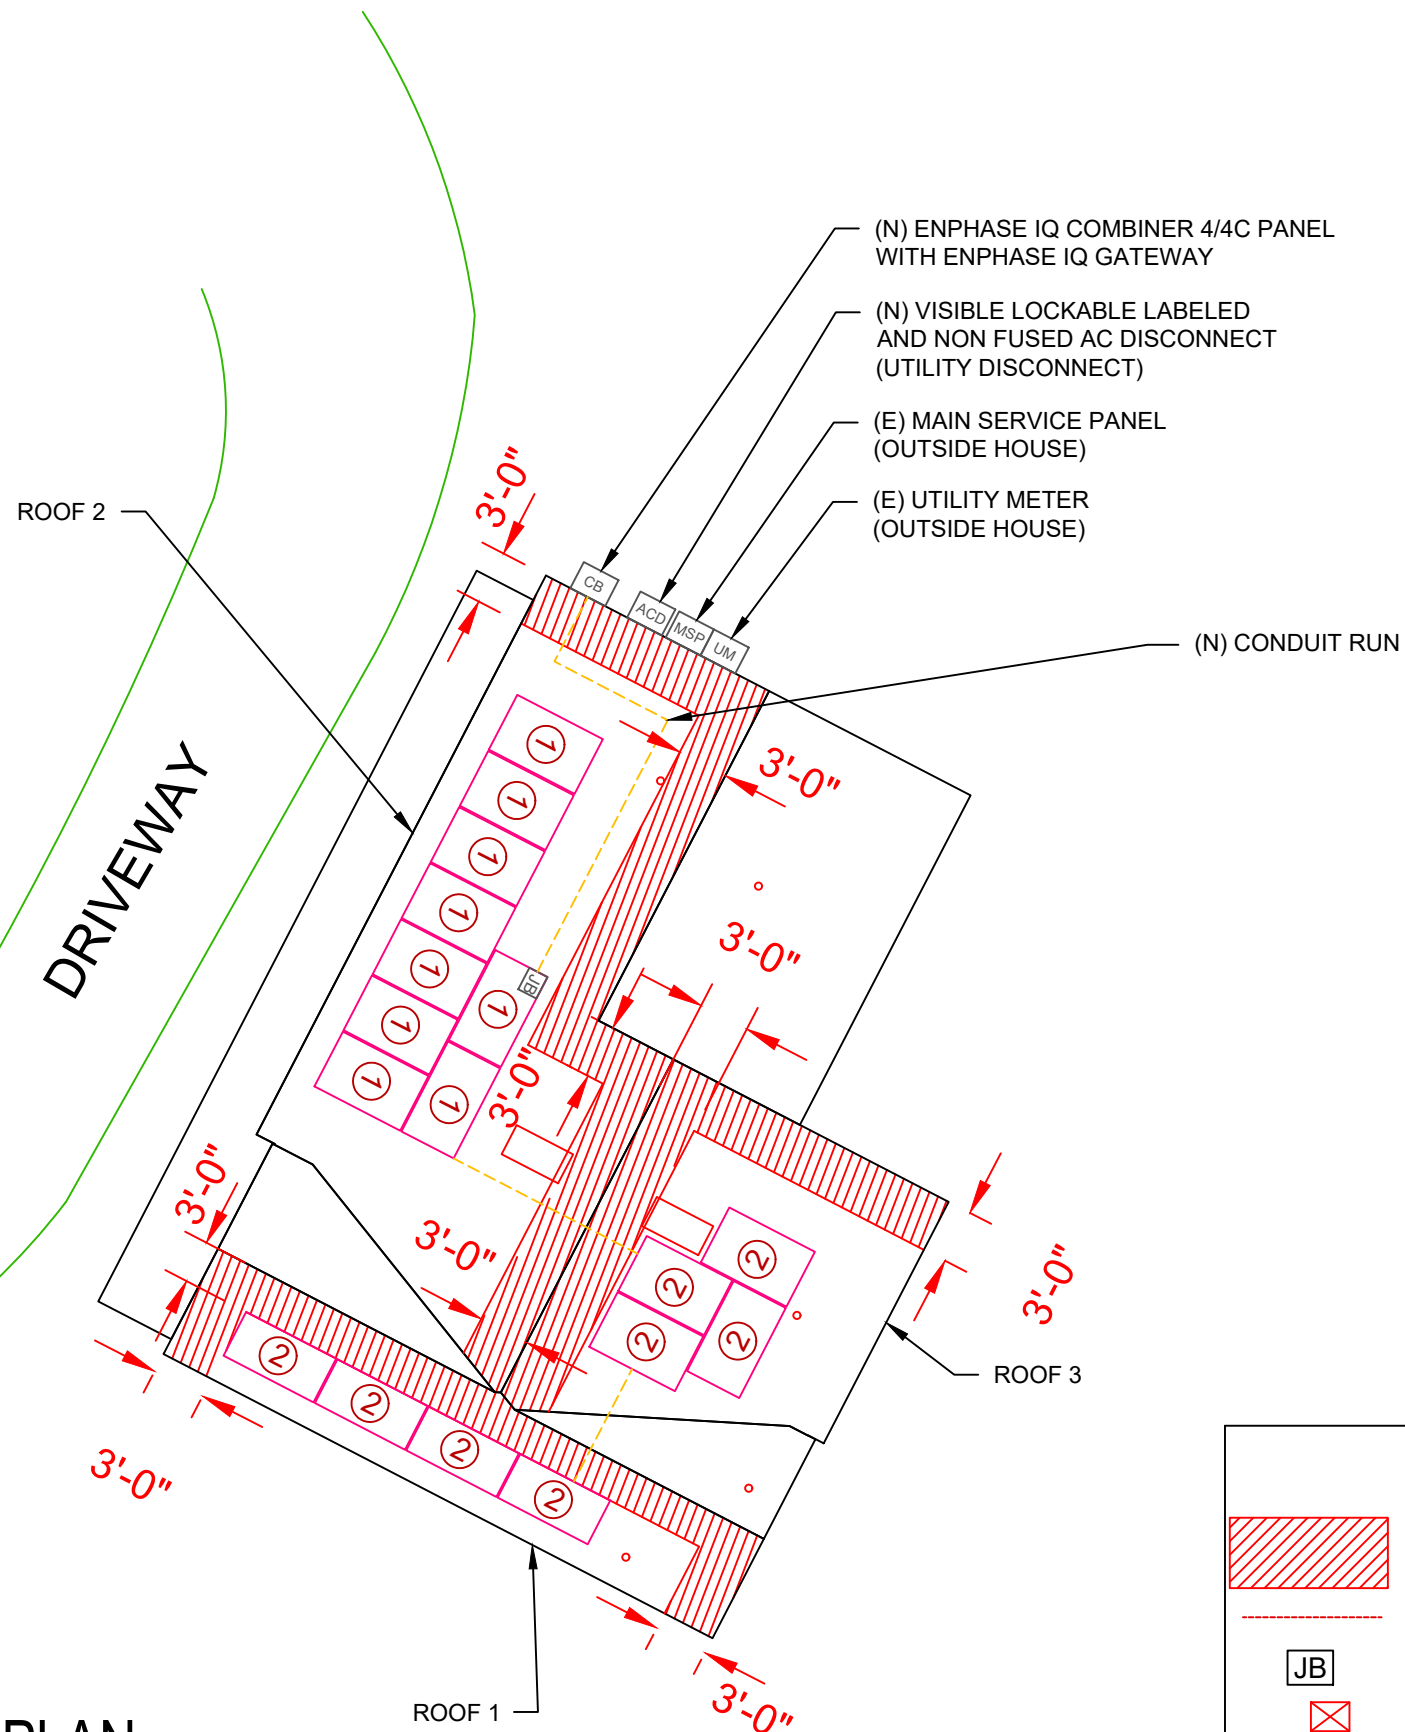 (N) ENPHASE IQ COMBINER 4/4C PANEL
WITH ENPHASE IQ GATEWAY
(N) VISIBLE LOCKABLE LABELED
AND NON FUSED AC DISCONNECT
(UTILITY DISCONNECT)
(E) MAIN SERVICE PANEL
(OUTSIDE HOUSE)
(E) UTILITY METER
(OUTSIDE HOUSE)
3'-0"
ROOF 2
CB
ACD
MSP
UM
(N) CONDUIT RUN
1
3'-0"
1
DRIVEWAY
1
1
3'-0"
1
JB
1
1
1
3'-0"
1
3'-0"
3'-0"
2
3'-0"
2
2
2
2
2
ROOF 3
2
3'-0"
2
JB
ROOF 1
3'-0"
PLAN